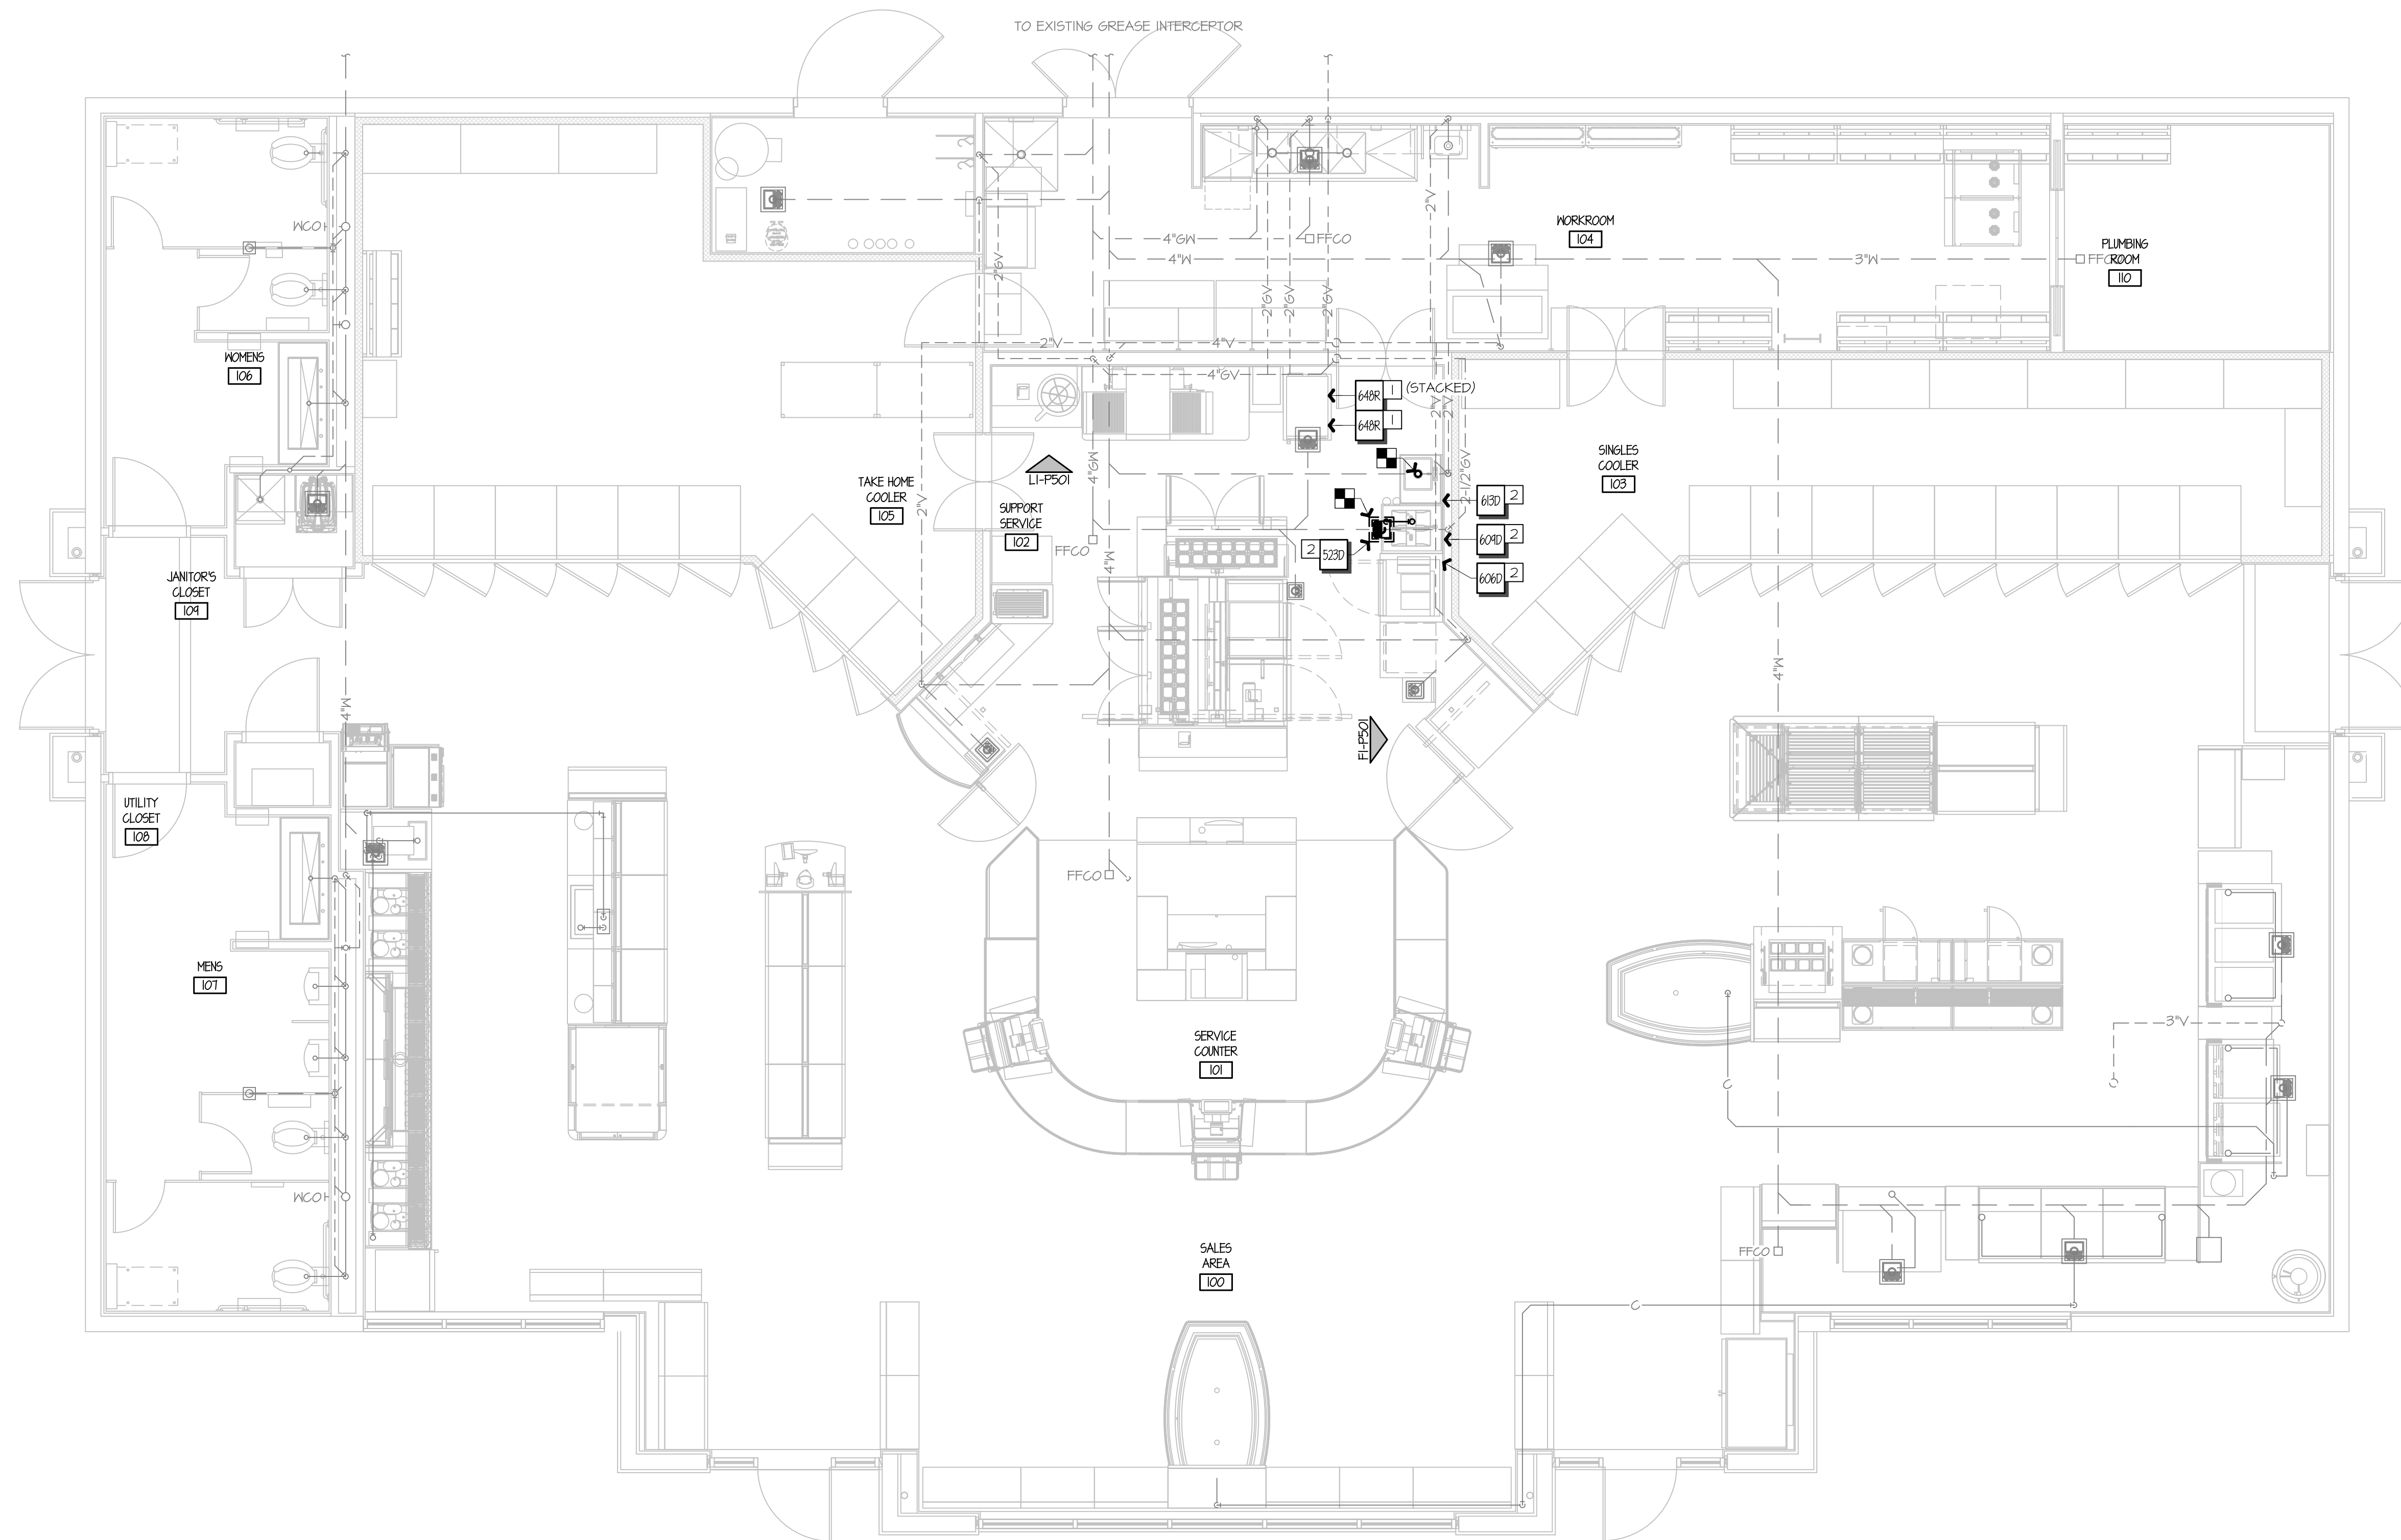 TO EXISTING GREASE INTERCEPTOR
WCO
4"GW
FFCO
4"W
2"V
2"GV
2"GV
2"GV
2"GV
WORKROOM
104
3"W
FFCO
PLUMBING
ROOM
110
2"V
4"V
4"GV
WOMENS
106
648R 1 (STACKED)
648R 1
2"V
2"V
4"GW
L1-P501
TAKE HOME
COOLER
105
2"V
SUPPORT
SERVICE
102
FFCO
4"W
2-1/2"GV
613D 2
609D 2
606D 2
2 523D
SINGLES
COOLER
103
JANITOR'S
CLOSET
109
4"W
4"W
F1-P501
UTILITY
CLOSET
108
FFCO
MENS
107
SERVICE
COUNTER
101
3"V
C
WCO
SALES
AREA
100
FFCO
C